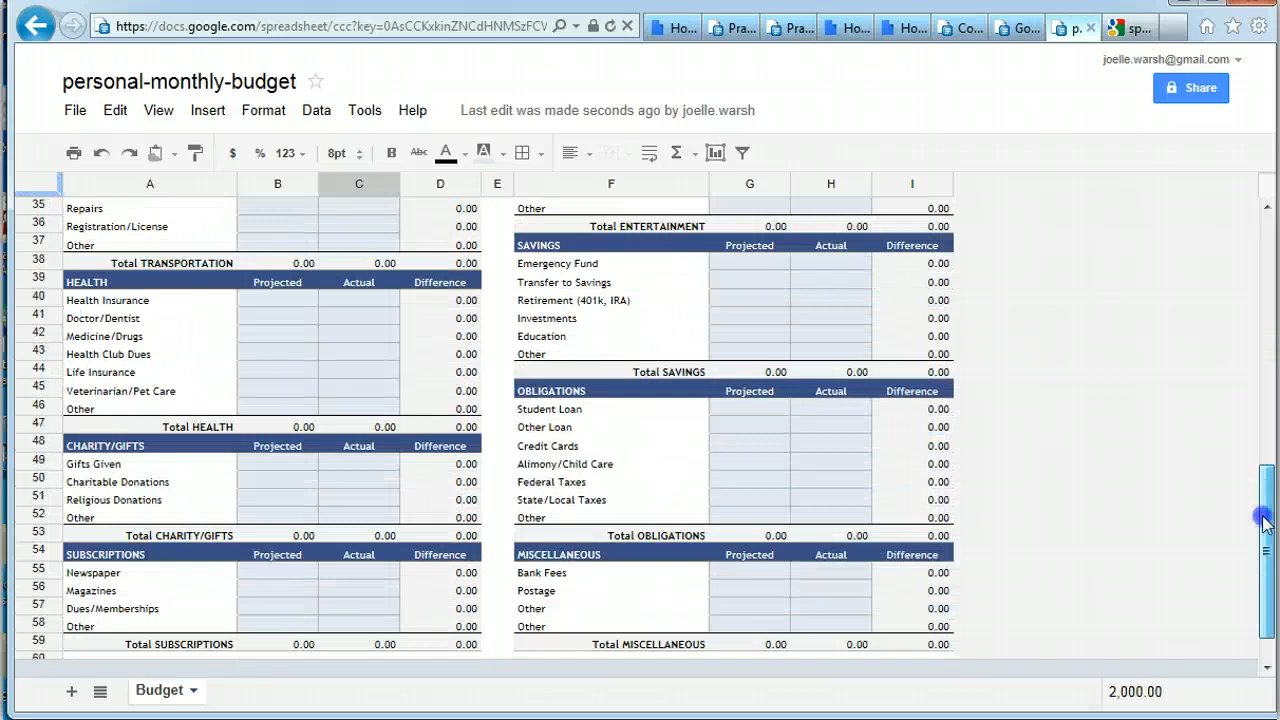 https://docs.google.com/spreadsheet/ccc?key=0AsCCKxkinZNCdHNMSzFCV
Ho...
Pra...
Pra...
Ho...
Ho...
Co...
Go...
p.
sp...
joelle.warsh@gmail.com
personal-monthly-budget
Share
File Edit View Insert Format Data Tools Help Last edit was made seconds ago by joelle.warsh
$ % 123 8pt B Abc A A Σ
A B C D E F G H I
35 Repairs 0.00 Other 0.00
36 Registration/License 0.00 Total ENTERTAINMENT 0.00 0.00 0.00
37 Other 0.00 SAVINGS Projected Actual Difference
38 Total TRANSPORTATION 0.00 0.00 0.00 Emergency Fund 0.00
39 HEALTH Projected Actual Difference Transfer to Savings 0.00
40 Health Insurance 0.00 Retirement (401k, IRA) 0.00
41 Doctor/Dentist 0.00 Investments 0.00
42 Medicine/Drugs 0.00 Education 0.00
43 Health Club Dues 0.00 Other 0.00
44 Life Insurance 0.00 Total SAVINGS 0.00 0.00 0.00
45 Veterinarian/Pet Care 0.00 OBLIGATIONS Projected Actual Difference
46 Other 0.00 Student Loan 0.00
47 Total HEALTH 0.00 0.00 0.00 Other Loan 0.00
48 CHARITY/GIFTS Projected Actual Difference Credit Cards 0.00
49 Gifts Given 0.00 Alimony/Child Care 0.00
50 Charitable Donations 0.00 Federal Taxes 0.00
51 Religious Donations 0.00 State/Local Taxes 0.00
52 Other 0.00 Other 0.00
53 Total CHARITY/GIFTS 0.00 0.00 0.00 Total OBLIGATIONS 0.00 0.00 0.00
54 SUBSCRIPTIONS Projected Actual Difference MISCELLANEOUS Projected Actual Difference
55 Newspaper 0.00 Bank Fees 0.00
56 Magazines 0.00 Postage 0.00
57 Dues/Memberships 0.00 Other 0.00
58 Other 0.00 Other 0.00
59 Total SUBSCRIPTIONS 0.00 0.00 0.00 Total MISCELLANEOUS 0.00 0.00 0.00
60
Budget
2,000.00